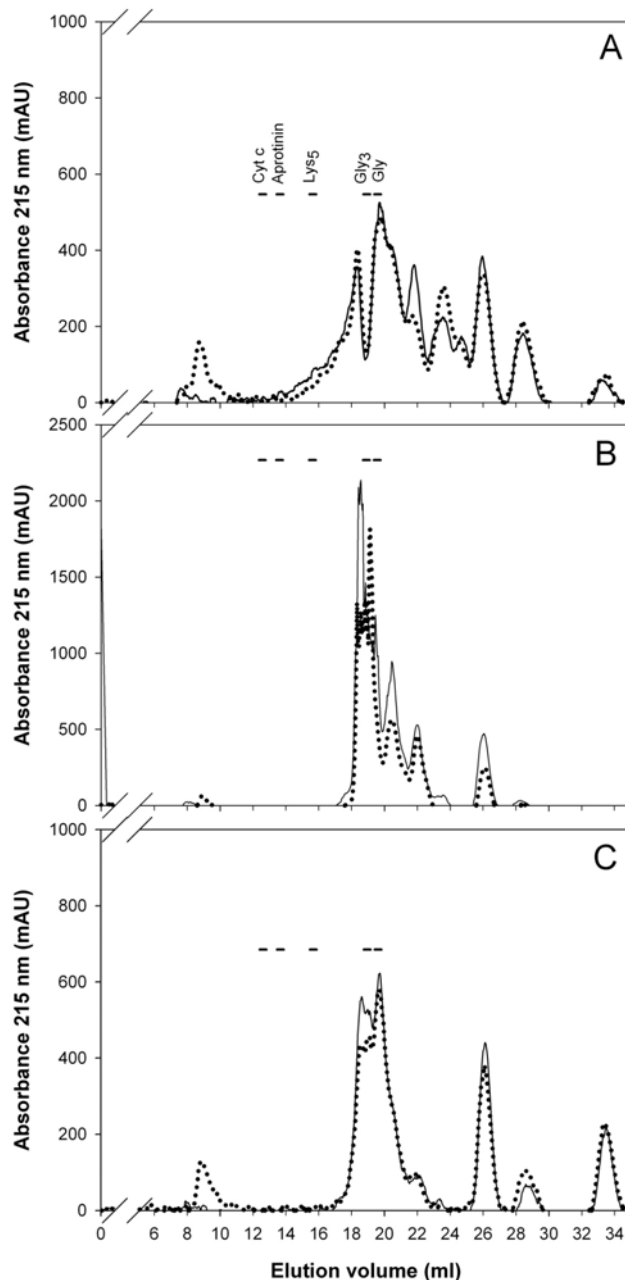 A
1000
800
600
400
200
0
Absorbance 215 nm (mAU)
Cyt c
Aprotinin
Lys5
Gly3
Gly
B
2500
2000
1500
1000
500
0
Absorbance 215 nm (mAU)
C
1000
800
600
400
200
0
Absorbance 215 nm (mAU)
0 6 8 10 12 14 16 18 20 22 24 26 28 30 32 34
Elution volume (ml)